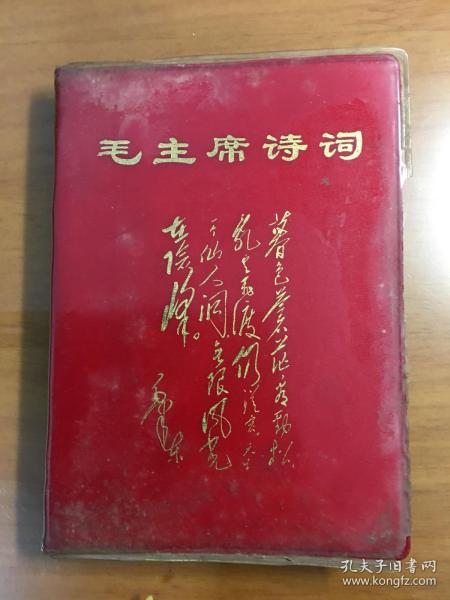 毛主席诗词
暮色苍茫看劲松
乱云飞渡仍从容天生
一个仙人洞无限风光
在险峰。
毛泽东
孔夫子旧书网
www.kongfz.com